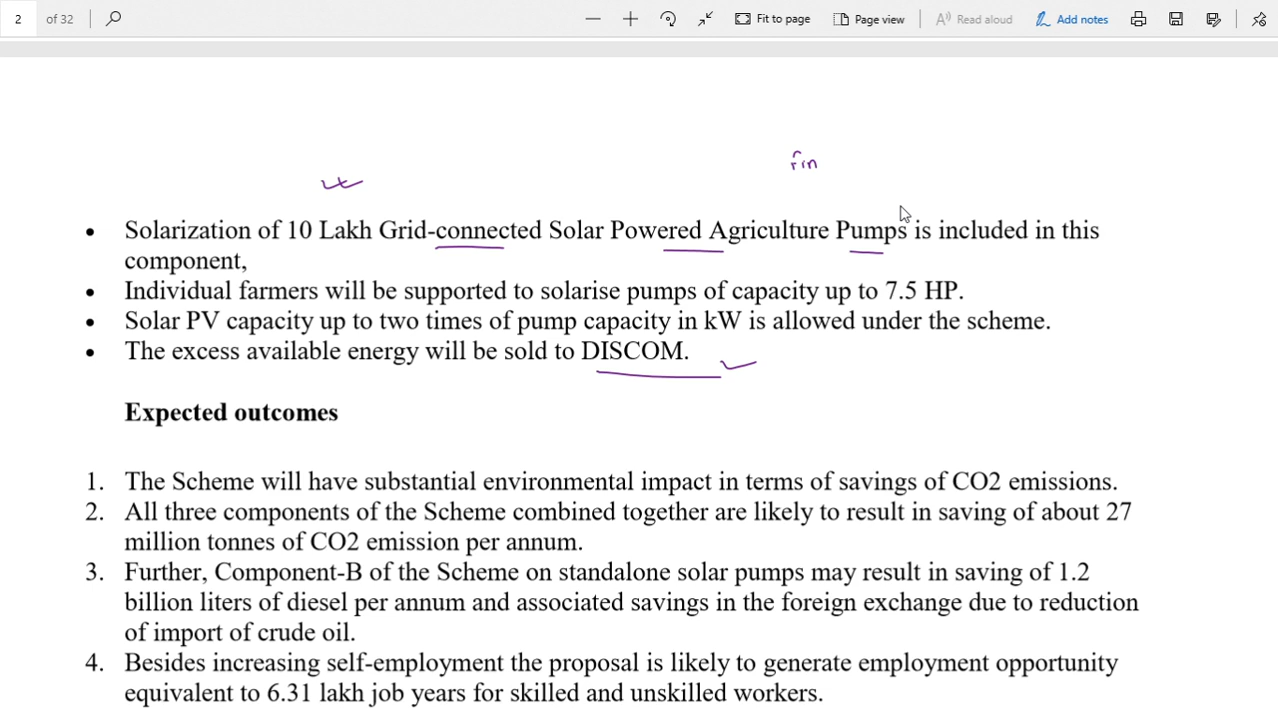 2 of 32 Fit to page Page view Read aloud Add notes
fin
• Solarization of 10 Lakh Grid-connected Solar Powered Agriculture Pumps is included in this
component,
• Individual farmers will be supported to solarise pumps of capacity up to 7.5 HP.
• Solar PV capacity up to two times of pump capacity in kW is allowed under the scheme.
• The excess available energy will be sold to DISCOM.
Expected outcomes
1. The Scheme will have substantial environmental impact in terms of savings of CO2 emissions.
2. All three components of the Scheme combined together are likely to result in saving of about 27
million tonnes of CO2 emission per annum.
3. Further, Component-B of the Scheme on standalone solar pumps may result in saving of 1.2
billion liters of diesel per annum and associated savings in the foreign exchange due to reduction
of import of crude oil.
4. Besides increasing self-employment the proposal is likely to generate employment opportunity
equivalent to 6.31 lakh job years for skilled and unskilled workers.